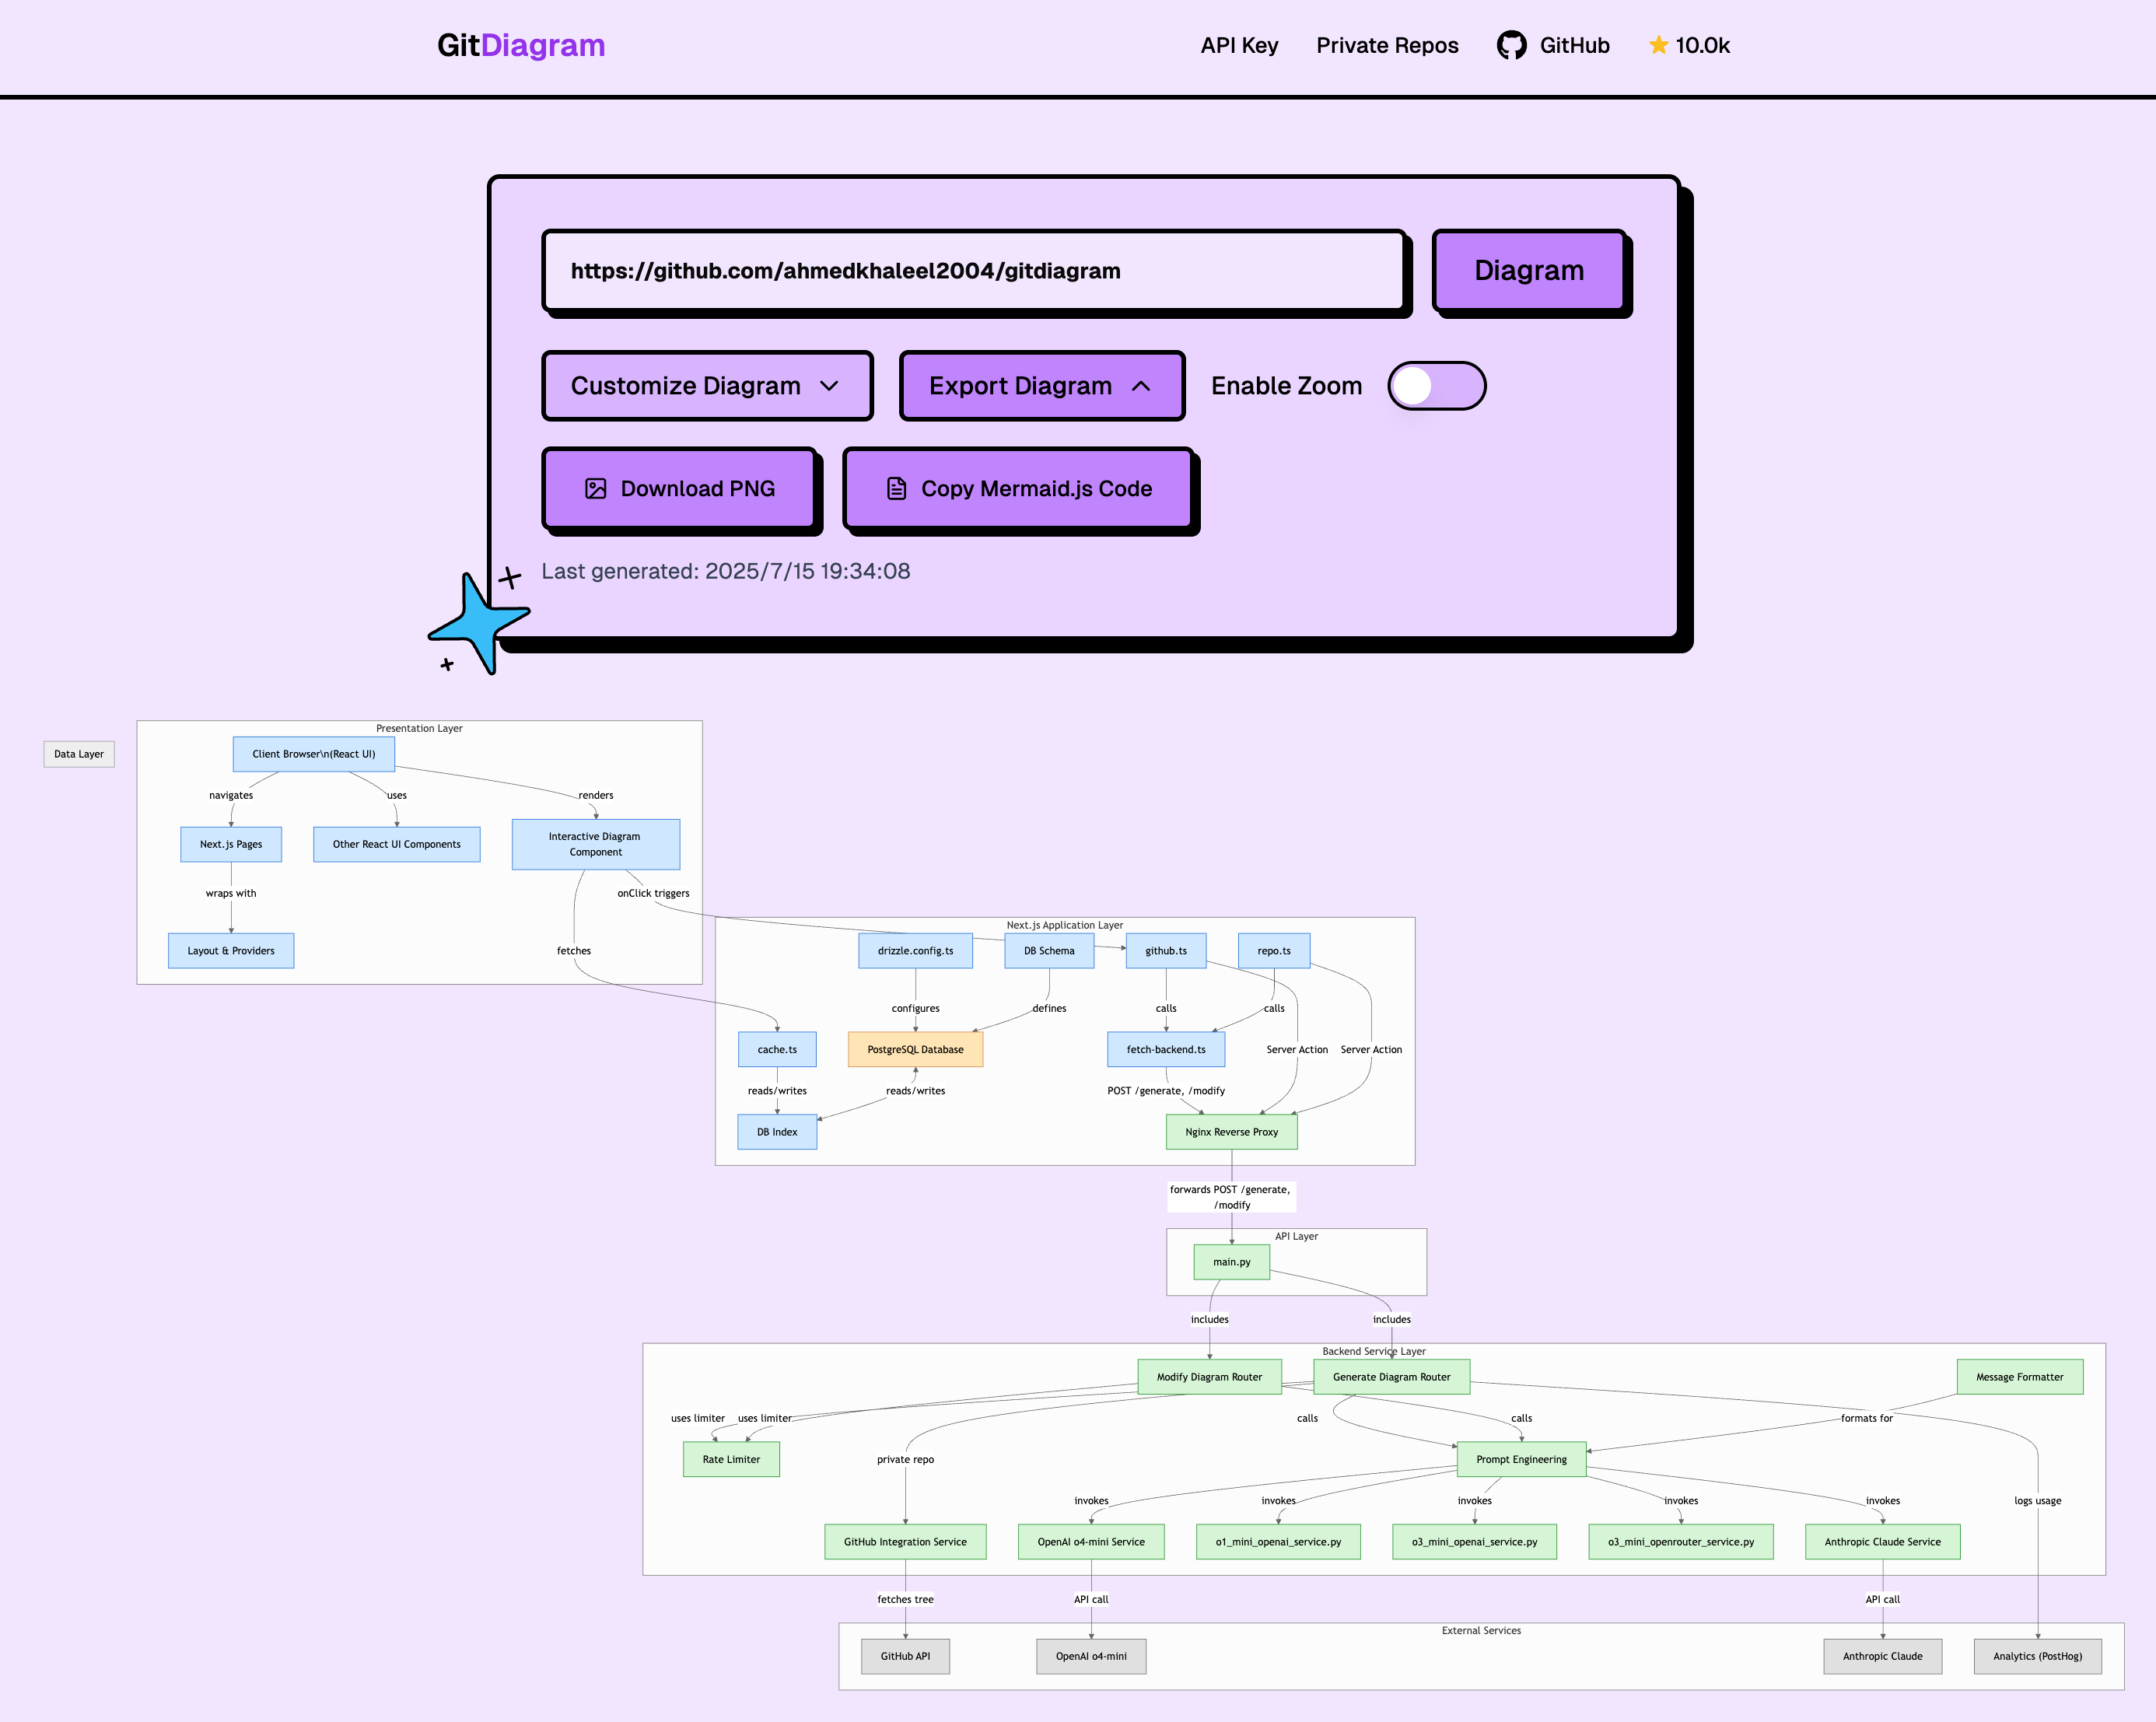 GitDiagram
API Key
Private Repos
GitHub
10.0k
https://github.com/ahmedkhaleel2004/gitdiagram
Diagram
Customize Diagram
Export Diagram
Enable Zoom
Download PNG
Copy Mermaid.js Code
Last generated: 2025/7/15 19:34:08
Data Layer
Presentation Layer
Client Browser\n(React UI)
navigates
uses
renders
Next.js Pages
Other React UI Components
Interactive Diagram
Component
wraps with
onClick triggers
Layout & Providers
fetches
Next.js Application Layer
drizzle.config.ts
DB Schema
github.ts
repo.ts
configures
defines
calls
calls
cache.ts
PostgreSQL Database
fetch-backend.ts
Server Action
Server Action
reads/writes
reads/writes
POST /generate, /modify
DB Index
Nginx Reverse Proxy
forwards POST /generate,
/modify
API Layer
main.py
includes
includes
Backend Service Layer
Modify Diagram Router
Generate Diagram Router
Message Formatter
uses limiter
uses limiter
calls
calls
formats for
Rate Limiter
private repo
Prompt Engineering
invokes
invokes
invokes
invokes
invokes
logs usage
GitHub Integration Service
OpenAI o4-mini Service
o1_mini_openai_service.py
o3_mini_openai_service.py
o3_mini_openrouter_service.py
Anthropic Claude Service
fetches tree
API call
API call
External Services
GitHub API
OpenAI o4-mini
Anthropic Claude
Analytics (PostHog)